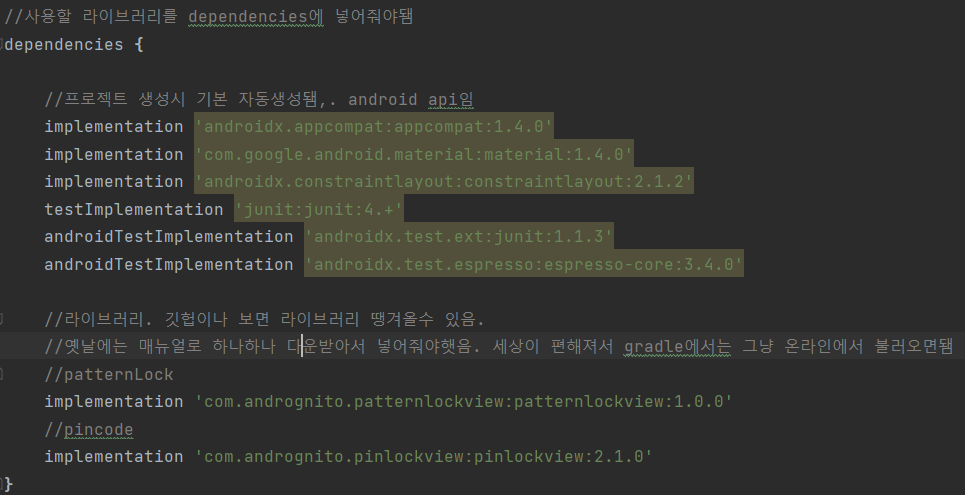 //사용할 라이브러리를 dependencies에 넣어줘야됌
dependencies {
//프로젝트 생성시 기본 자동생성됌,. android api임
implementation 'androidx.appcompat:appcompat:1.4.0'
implementation 'com.google.android.material:material:1.4.0'
implementation 'androidx.constraintlayout:constraintlayout:2.1.2'
testImplementation 'junit:junit:4.+'
androidTestImplementation 'androidx.test.ext:junit:1.1.3'
androidTestImplementation 'androidx.test.espresso:espresso-core:3.4.0'
//라이브러리. 깃헙이나 보면 라이브러리 땡겨올수 있음.
//옛날에는 매뉴얼로 하나하나 다운받아서 넣어줘야햇음. 세상이 편해져서 gradle에서는 그냥 온라인에서 불러오면됌
//patternLock
implementation 'com.andrognito.patternlockview:patternlockview:1.0.0'
//pincode
implementation 'com.andrognito.pinlockview:pinlockview:2.1.0'
}